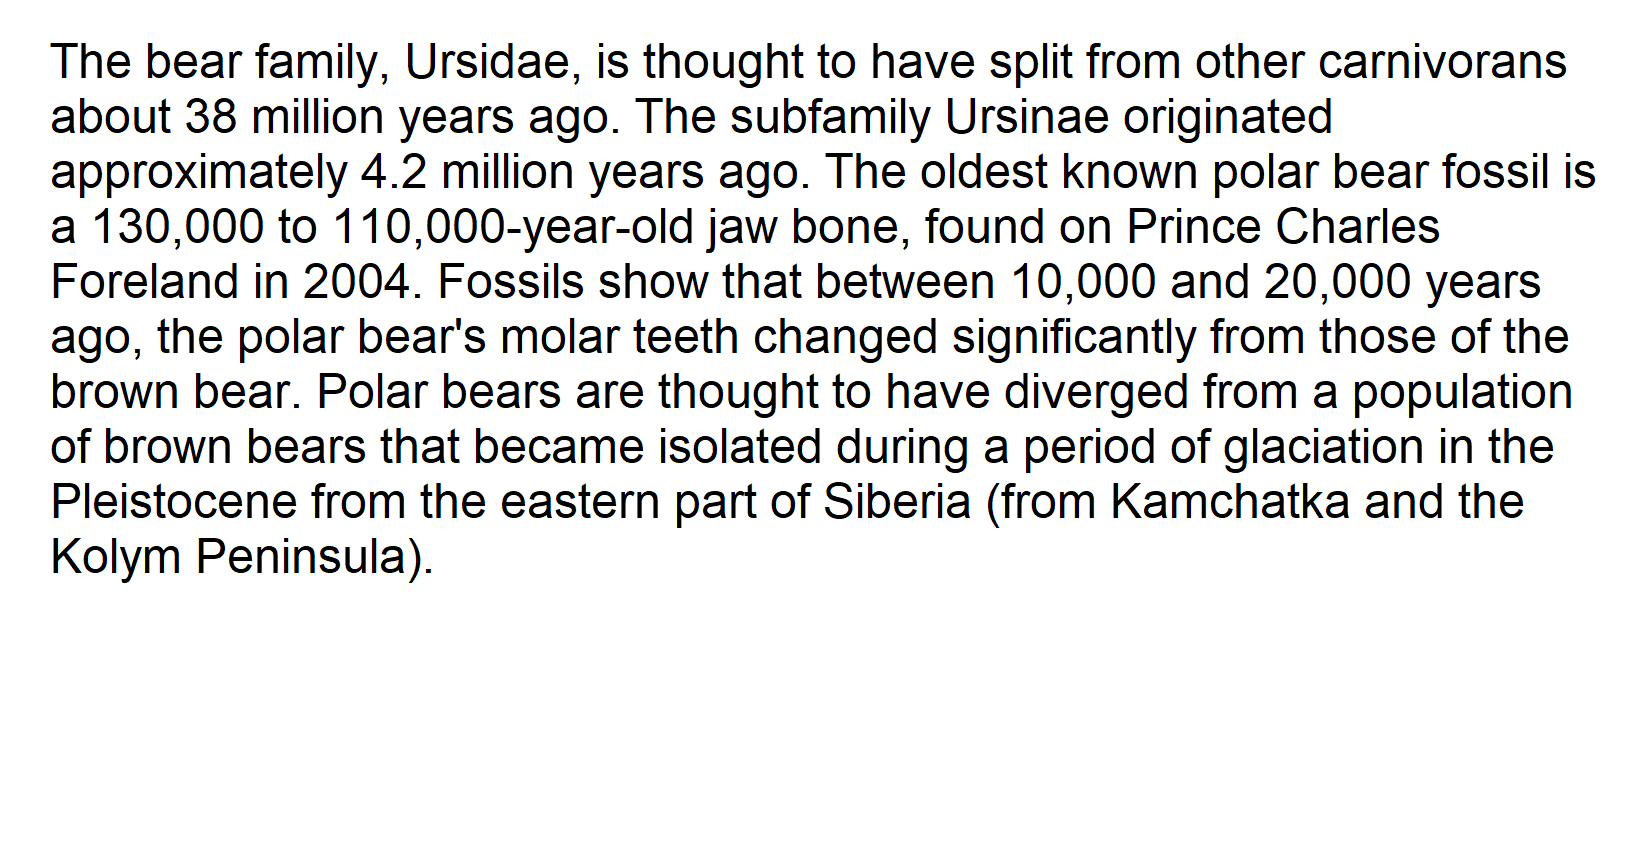 The bear family, Ursidae, is thought to have split from other carnivorans
about 38 million years ago. The subfamily Ursinae originated
approximately 4.2 million years ago. The oldest known polar bear fossil is
a 130,000 to 110,000-year-old jaw bone, found on Prince Charles
Foreland in 2004. Fossils show that between 10,000 and 20,000 years
ago, the polar bear's molar teeth changed significantly from those of the
brown bear. Polar bears are thought to have diverged from a population
of brown bears that became isolated during a period of glaciation in the
Pleistocene from the eastern part of Siberia (from Kamchatka and the
Kolym Peninsula).